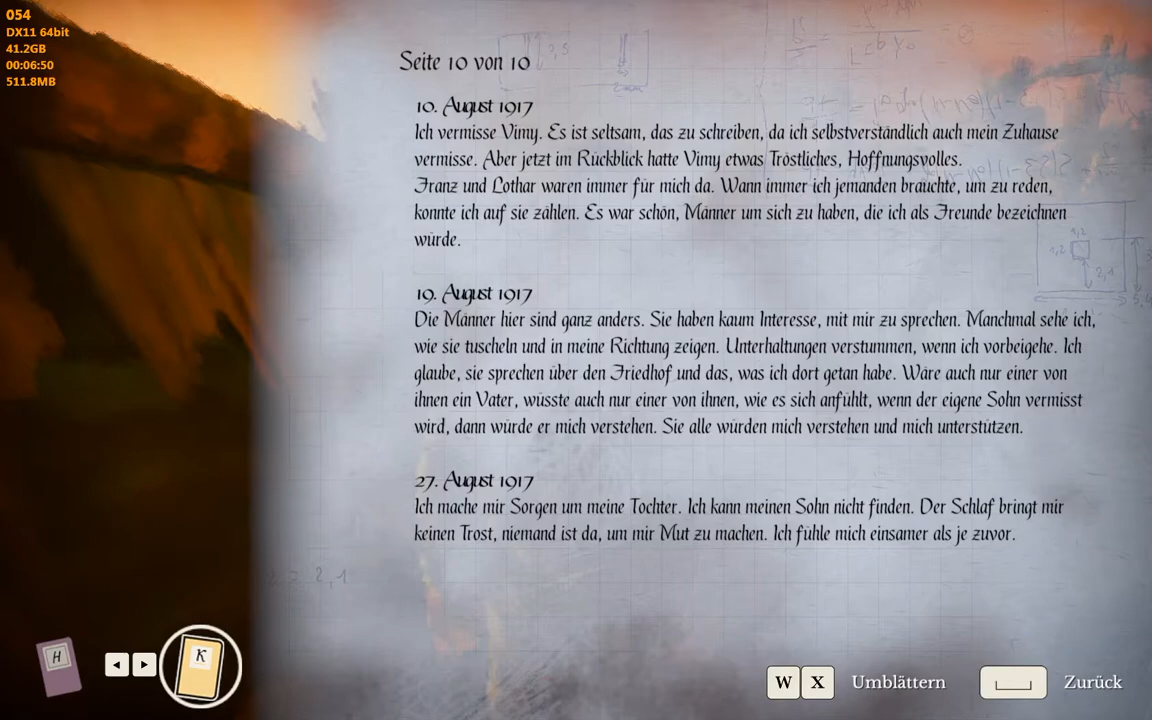 054
DX11 64bit
41.2GB
00:06:50
511.8MB
Seite 10 von 10
10. August 1917
Ich vermisse Vimy. Es ist seltsam, das zu schreiben, da ich selbstverständlich auch mein Zuhause
vermisse. Aber jetzt im Rückblick hatte Vimy etwas Tröstliches, Hoffnungsvolles.
Franz und Lothar waren immer für mich da. Wann immer ich jemanden brauchte, um zu reden,
konnte ich auf sie zählen. Es war schön, Männer um sich zu haben, die ich als Freunde bezeichnen
würde.
19. August 1917
Die Männer hier sind ganz anders. Sie haben kaum Interesse, mit mir zu sprechen. Manchmal sehe ich,
wie sie tuscheln und in meine Richtung zeigen. Unterhaltungen verstummen, wenn ich vorbeigehe. Ich
glaube, sie sprechen über den Friedhof und das, was ich dort getan habe. Wäre auch nur einer von
ihnen ein Vater, wüsste auch nur einer von ihnen, wie es sich anfühlt, wenn der eigene Sohn vermisst
wird, dann würde er mich verstehen. Sie alle würden mich verstehen und mich unterstützen.
27. August 1917
Ich mache mir Sorgen um meine Tochter. Ich kann meinen Sohn nicht finden. Der Schlaf bringt mir
keinen Trost, niemand ist da, um mir Mut zu machen. Ich fühle mich einsamer als je zuvor.
H
K
W X Umblättern Zurück